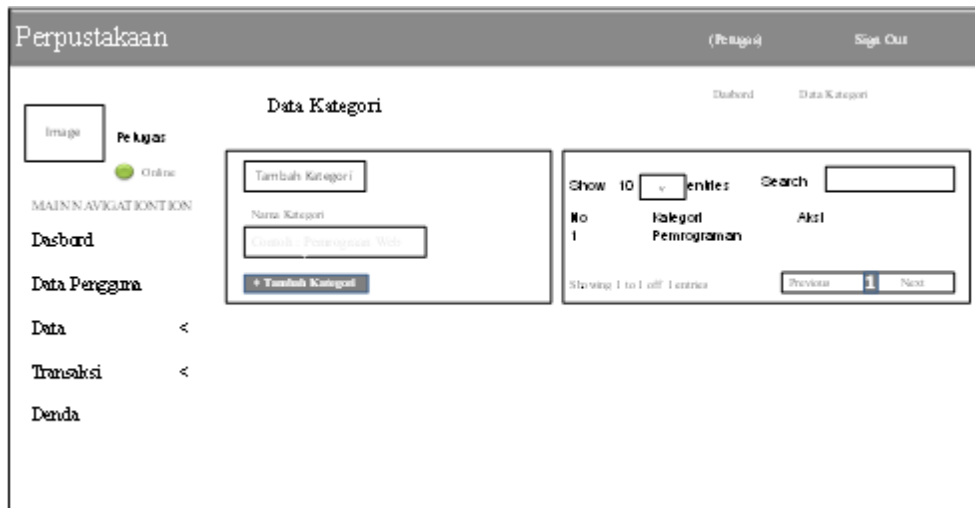 Perpustakaan (Petugas) Sign Out
Data Kategori Dasbord Data Kategori
Image Petugas
Online
MAINNAVIGATIONTION
Dasbord
Data Pengguna
Data <
Transaksi <
Denda
Tambah Kategori
Nama Kategori
Contoh : Pemrograman Web
+ Tambah Kategori
Show 10 v entries Search
No Kategori Aksi
1 Pemrograman
Showing 1 to 1 off 1 entries Previous 1 Next